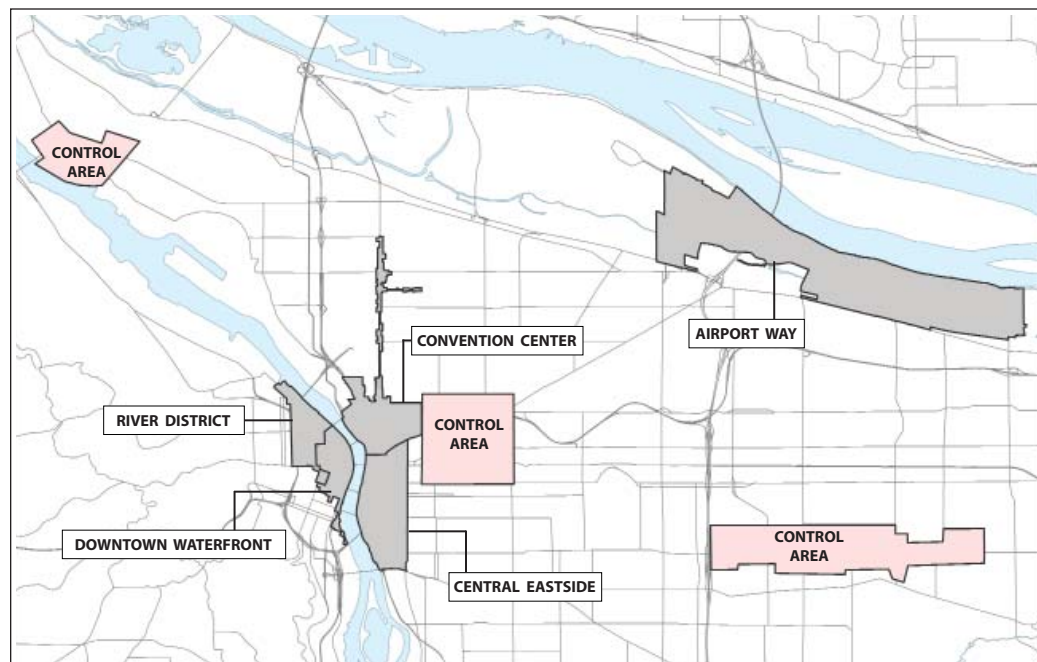 CONTROL
AREA
AIRPORT WAY
CONVENTION CENTER
RIVER DISTRICT
CONTROL
AREA
DOWNTOWN WATERFRONT
CONTROL
AREA
CENTRAL EASTSIDE